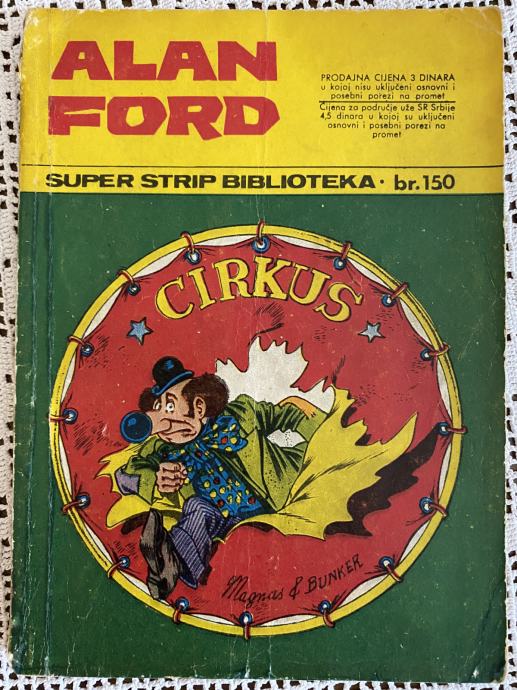 ALAN
FORD
PRODAJNA CIJENA 3 DINARA
u kojoj nisu uključeni osnovni i
posebni porezi na promet
Cijena za područje uže SR Srbije
4,5 dinara u kojoj su uključeni
osnovni i posebni porezi na
promet
SUPER STRIP BIBLIOTEKA · br. 150
CIRKUS
Magnus & BUNKER